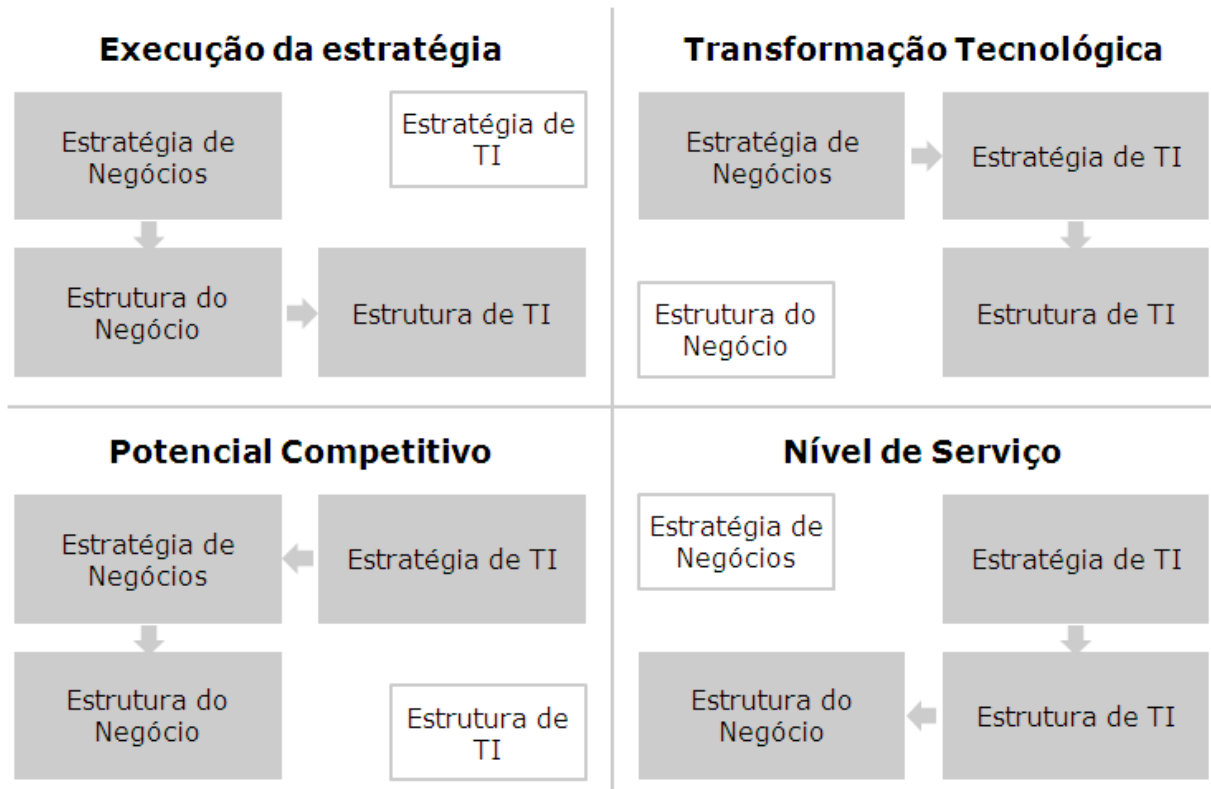 Execução da estratégia
Estratégia de
Negócios
Estratégia de
TI
Estrutura do
Negócio
Estrutura de TI
Transformação Tecnológica
Estratégia de
Negócios
Estratégia de TI
Estrutura do
Negócio
Estrutura de TI
Potencial Competitivo
Estratégia de
Negócios
Estratégia de TI
Estrutura do
Negócio
Estrutura de
TI
Nível de Serviço
Estratégia de
Negócios
Estratégia de TI
Estrutura do
Negócio
Estrutura de TI